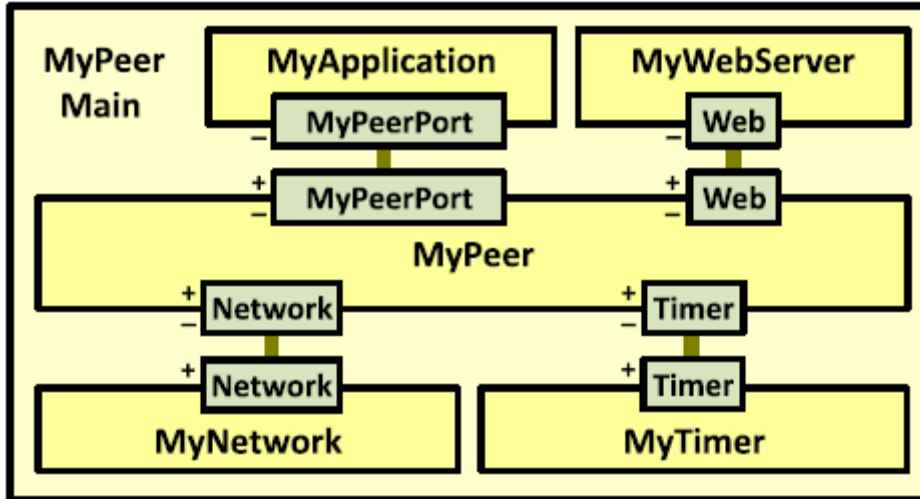 MyPeer
Main
MyApplication
MyWebServer
MyPeerPort
Web
–
–
+
MyPeerPort
+
Web
–
–
MyPeer
+
Network
+
Timer
–
–
+
Network
+
Timer
MyNetwork
MyTimer